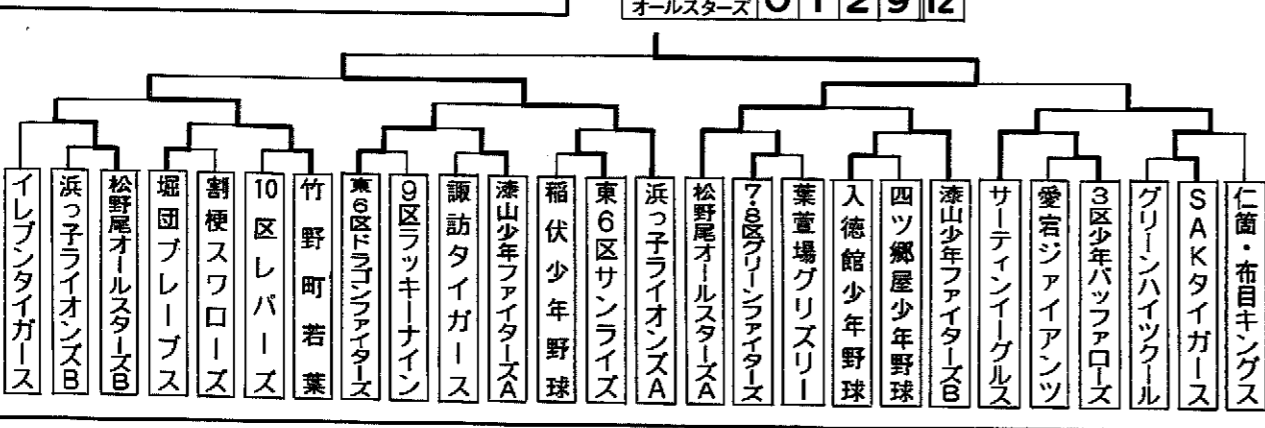 オールスターズ 0 1 2 9 12
イレブンタイガース
浜っ子ライオンズB
松野尾オールスターズB
堀団ブレーブス
割梗スワローズ
10区レパーズ
竹野町若葉
東6区ドラゴンファイターズ
9区ラッキーナイン
諏訪タイガース
漆山少年ファイターズA
稲伏少年野球
東6区サンライズ
浜っ子ライオンズA
松野尾オールスターズA
7・8区グリーンファイターズ
葉萱場グリズリー
入徳館少年野球
四ツ郷屋少年野球
漆山少年ファイターズB
サーティンイーグルス
愛宕ジァイアンツ
3区少年バッファローズ
グリーンハイツクール
SAKタイガース
仁箇・布目キングス